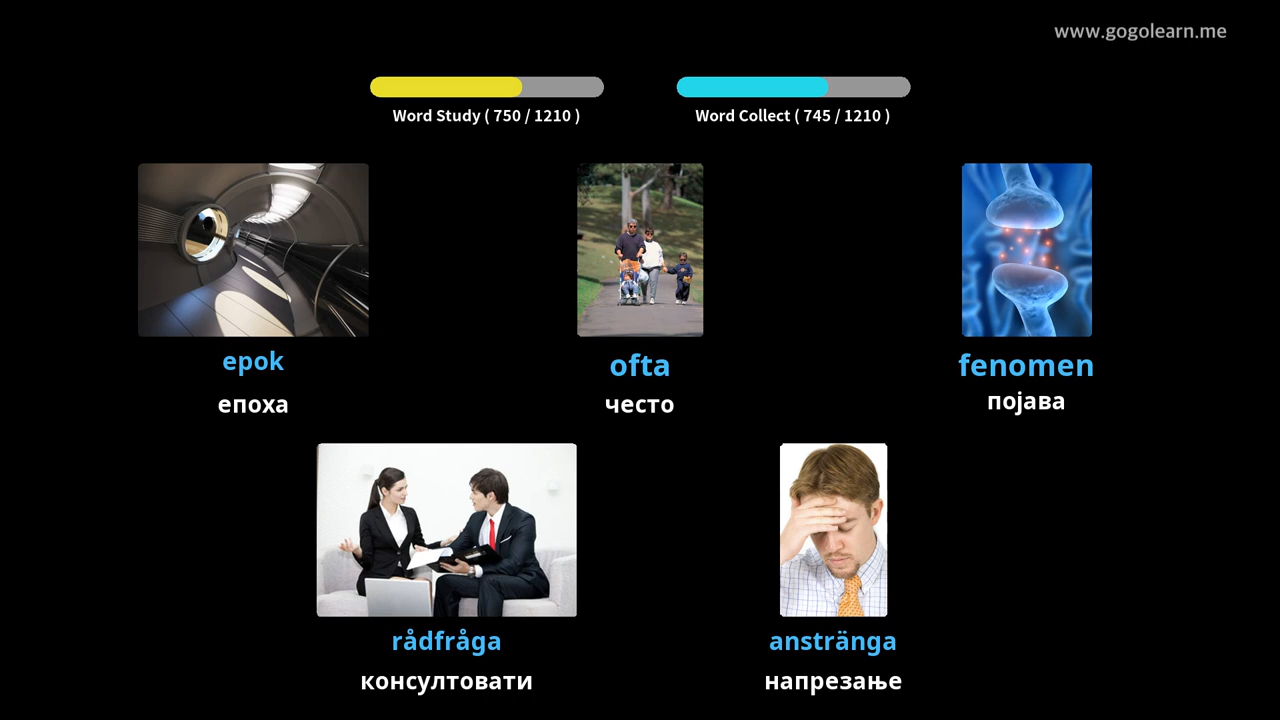 www.gogolearn.me
Word Study ( 750 / 1210 )
Word Collect ( 745 / 1210 )
epok
ofta
fenomen
епоха
често
појава
rådfråga
anstränga
консултовати
напрезање